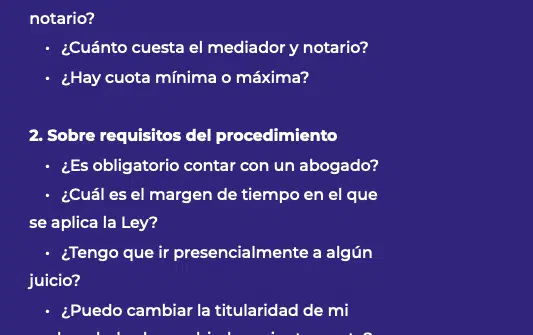 notario?
• ¿Cuánto cuesta el mediador y notario?
• ¿Hay cuota mínima o máxima?
2. Sobre requisitos del procedimiento
• ¿Es obligatorio contar con un abogado?
• ¿Cuál es el margen de tiempo en el que
se aplica la Ley?
• ¿Tengo que ir presencialmente a algún
juicio?
• ¿Puedo cambiar la titularidad de mi